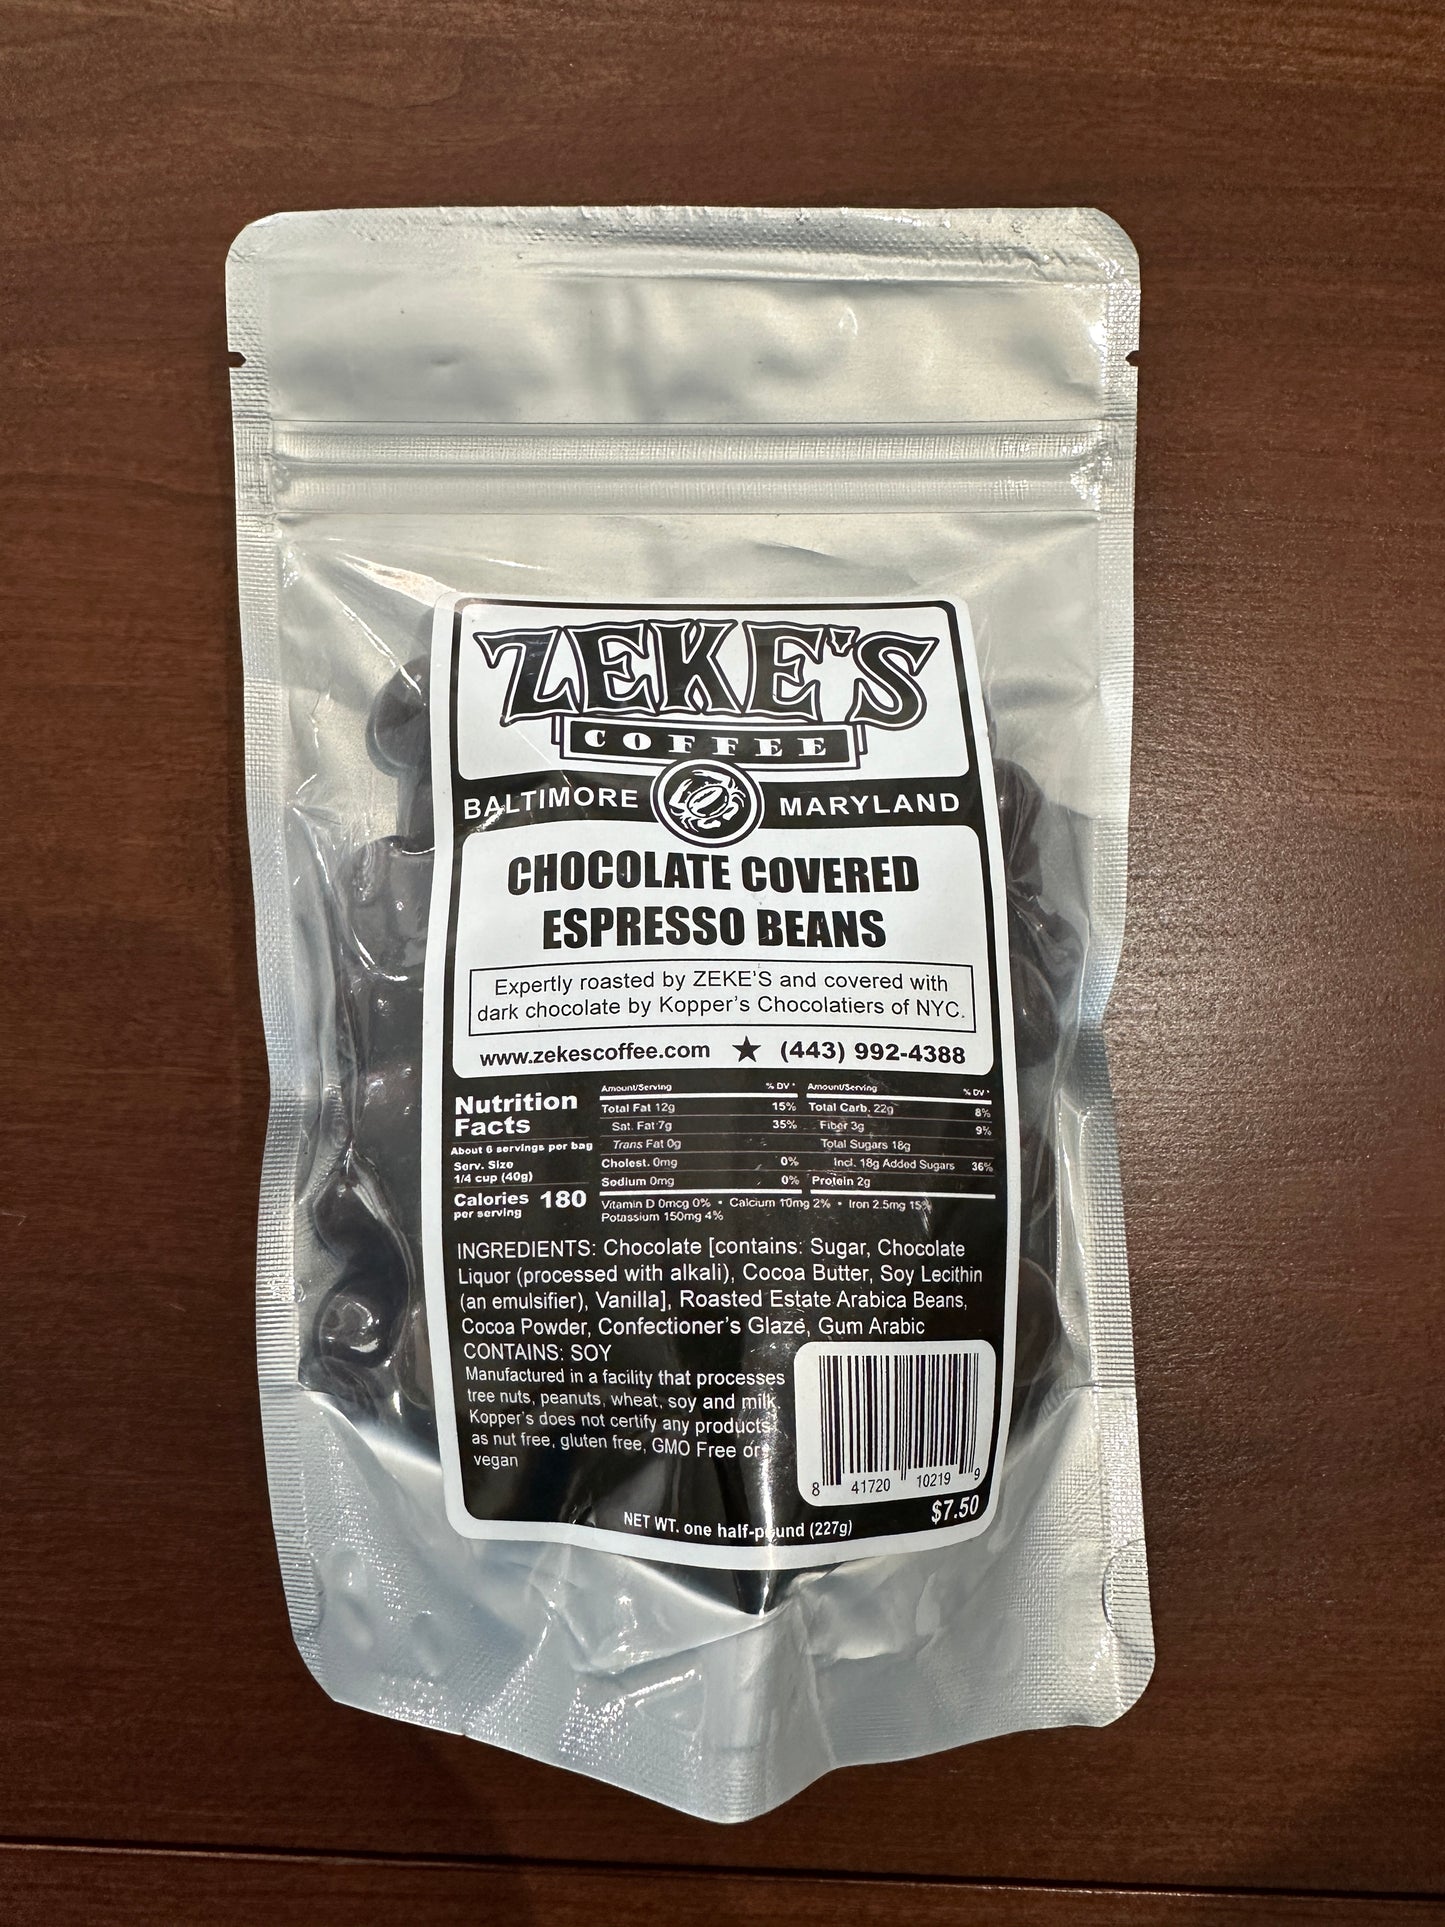 ZEKE'S
COFFEE
BALTIMORE MARYLAND
CHOCOLATE COVERED
ESPRESSO BEANS
Expertly roasted by ZEKE'S and covered with
dark chocolate by Kopper's Chocolatiers of NYC.
www.zekescoffee.com ★ (443) 992-4388
Nutrition
Facts
About 6 servings per bag
Serv. Size
1/4 cup (40g)
Calories 180
per serving
Amount/Serving % DV*
Total Fat 12g 15%
Sat. Fat 7g 35%
Trans Fat 0g
Cholest. 0mg 0%
Sodium 0mg 0%
Amount/Serving % DV*
Total Carb. 22g 8%
Fiber 3g 9%
Total Sugars 18g
Incl. 18g Added Sugars 36%
Protein 2g
Vitamin D 0mcg 0% • Calcium 10mg 2% • Iron 2.5mg 15%
Potassium 150mg 4%
INGREDIENTS: Chocolate [contains: Sugar, Chocolate
Liquor (processed with alkali), Cocoa Butter, Soy Lecithin
(an emulsifier), Vanilla], Roasted Estate Arabica Beans,
Cocoa Powder, Confectioner's Glaze, Gum Arabic
CONTAINS: SOY
Manufactured in a facility that processes
tree nuts, peanuts, wheat, soy and milk.
Kopper's does not certify any products
as nut free, gluten free, GMO Free or
vegan
8 41720 10219 9
$7.50
NET WT. one half-pound (227g)